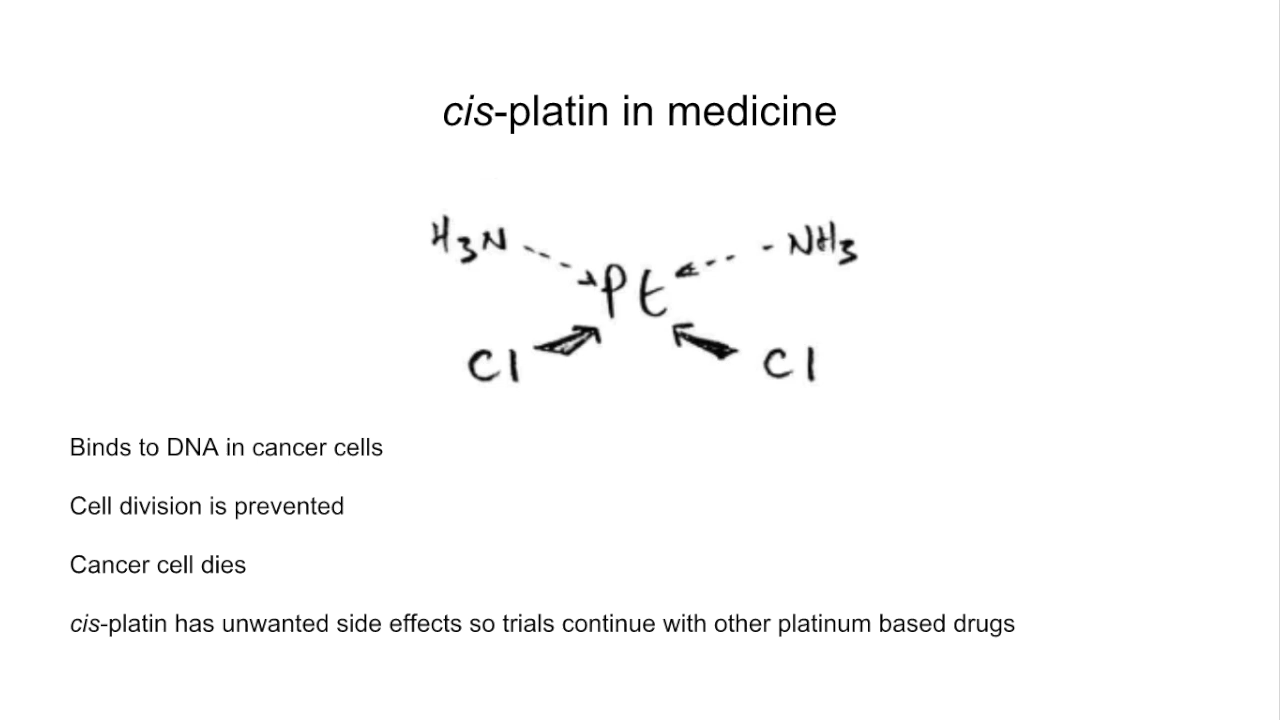 cis-platin in medicine
H3N NH3
Pt
Cl Cl
Binds to DNA in cancer cells
Cell division is prevented
Cancer cell dies
cis-platin has unwanted side effects so trials continue with other platinum based drugs